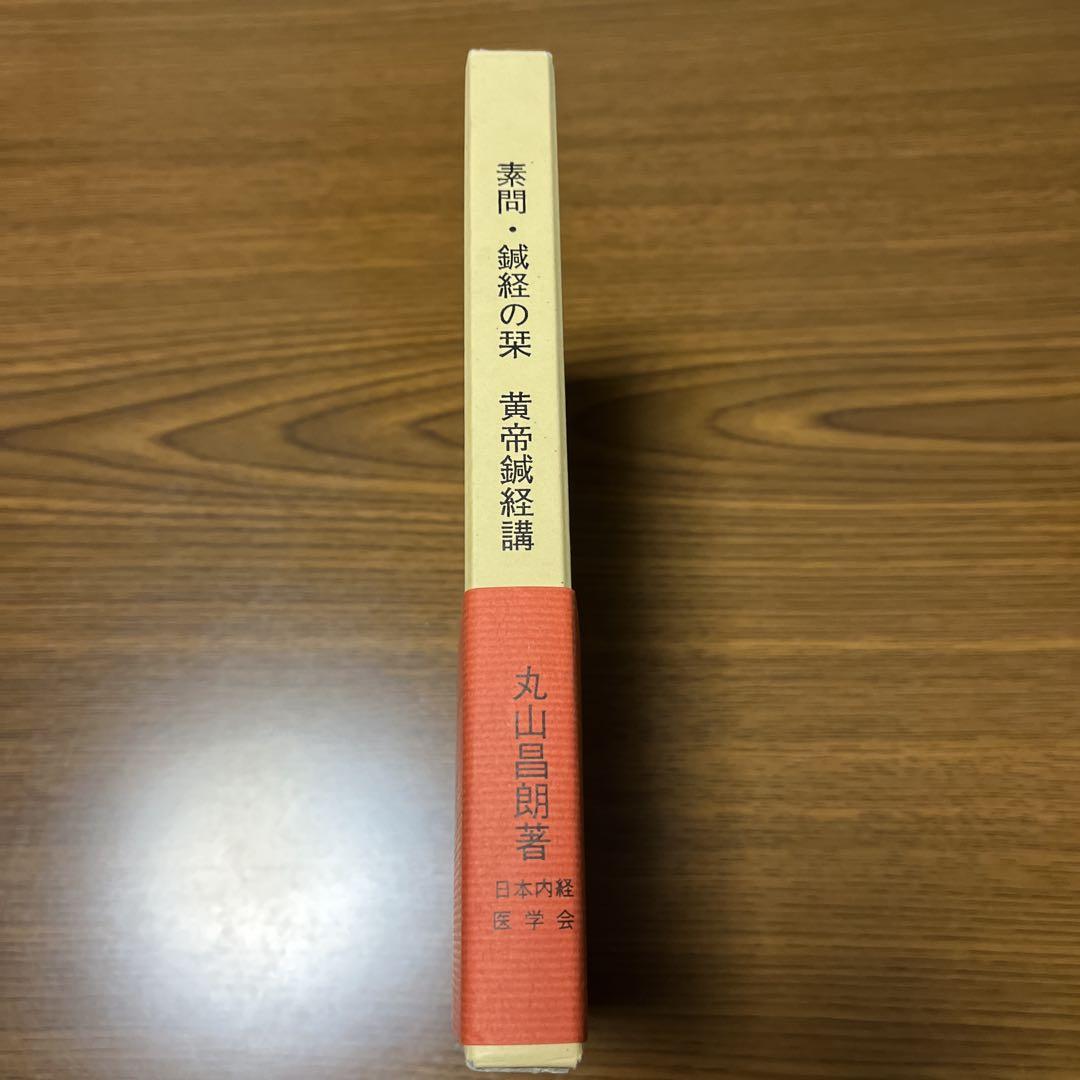 素問・鍼経の栞　黄帝鍼経講
丸山昌朗著
日本内経
医学会